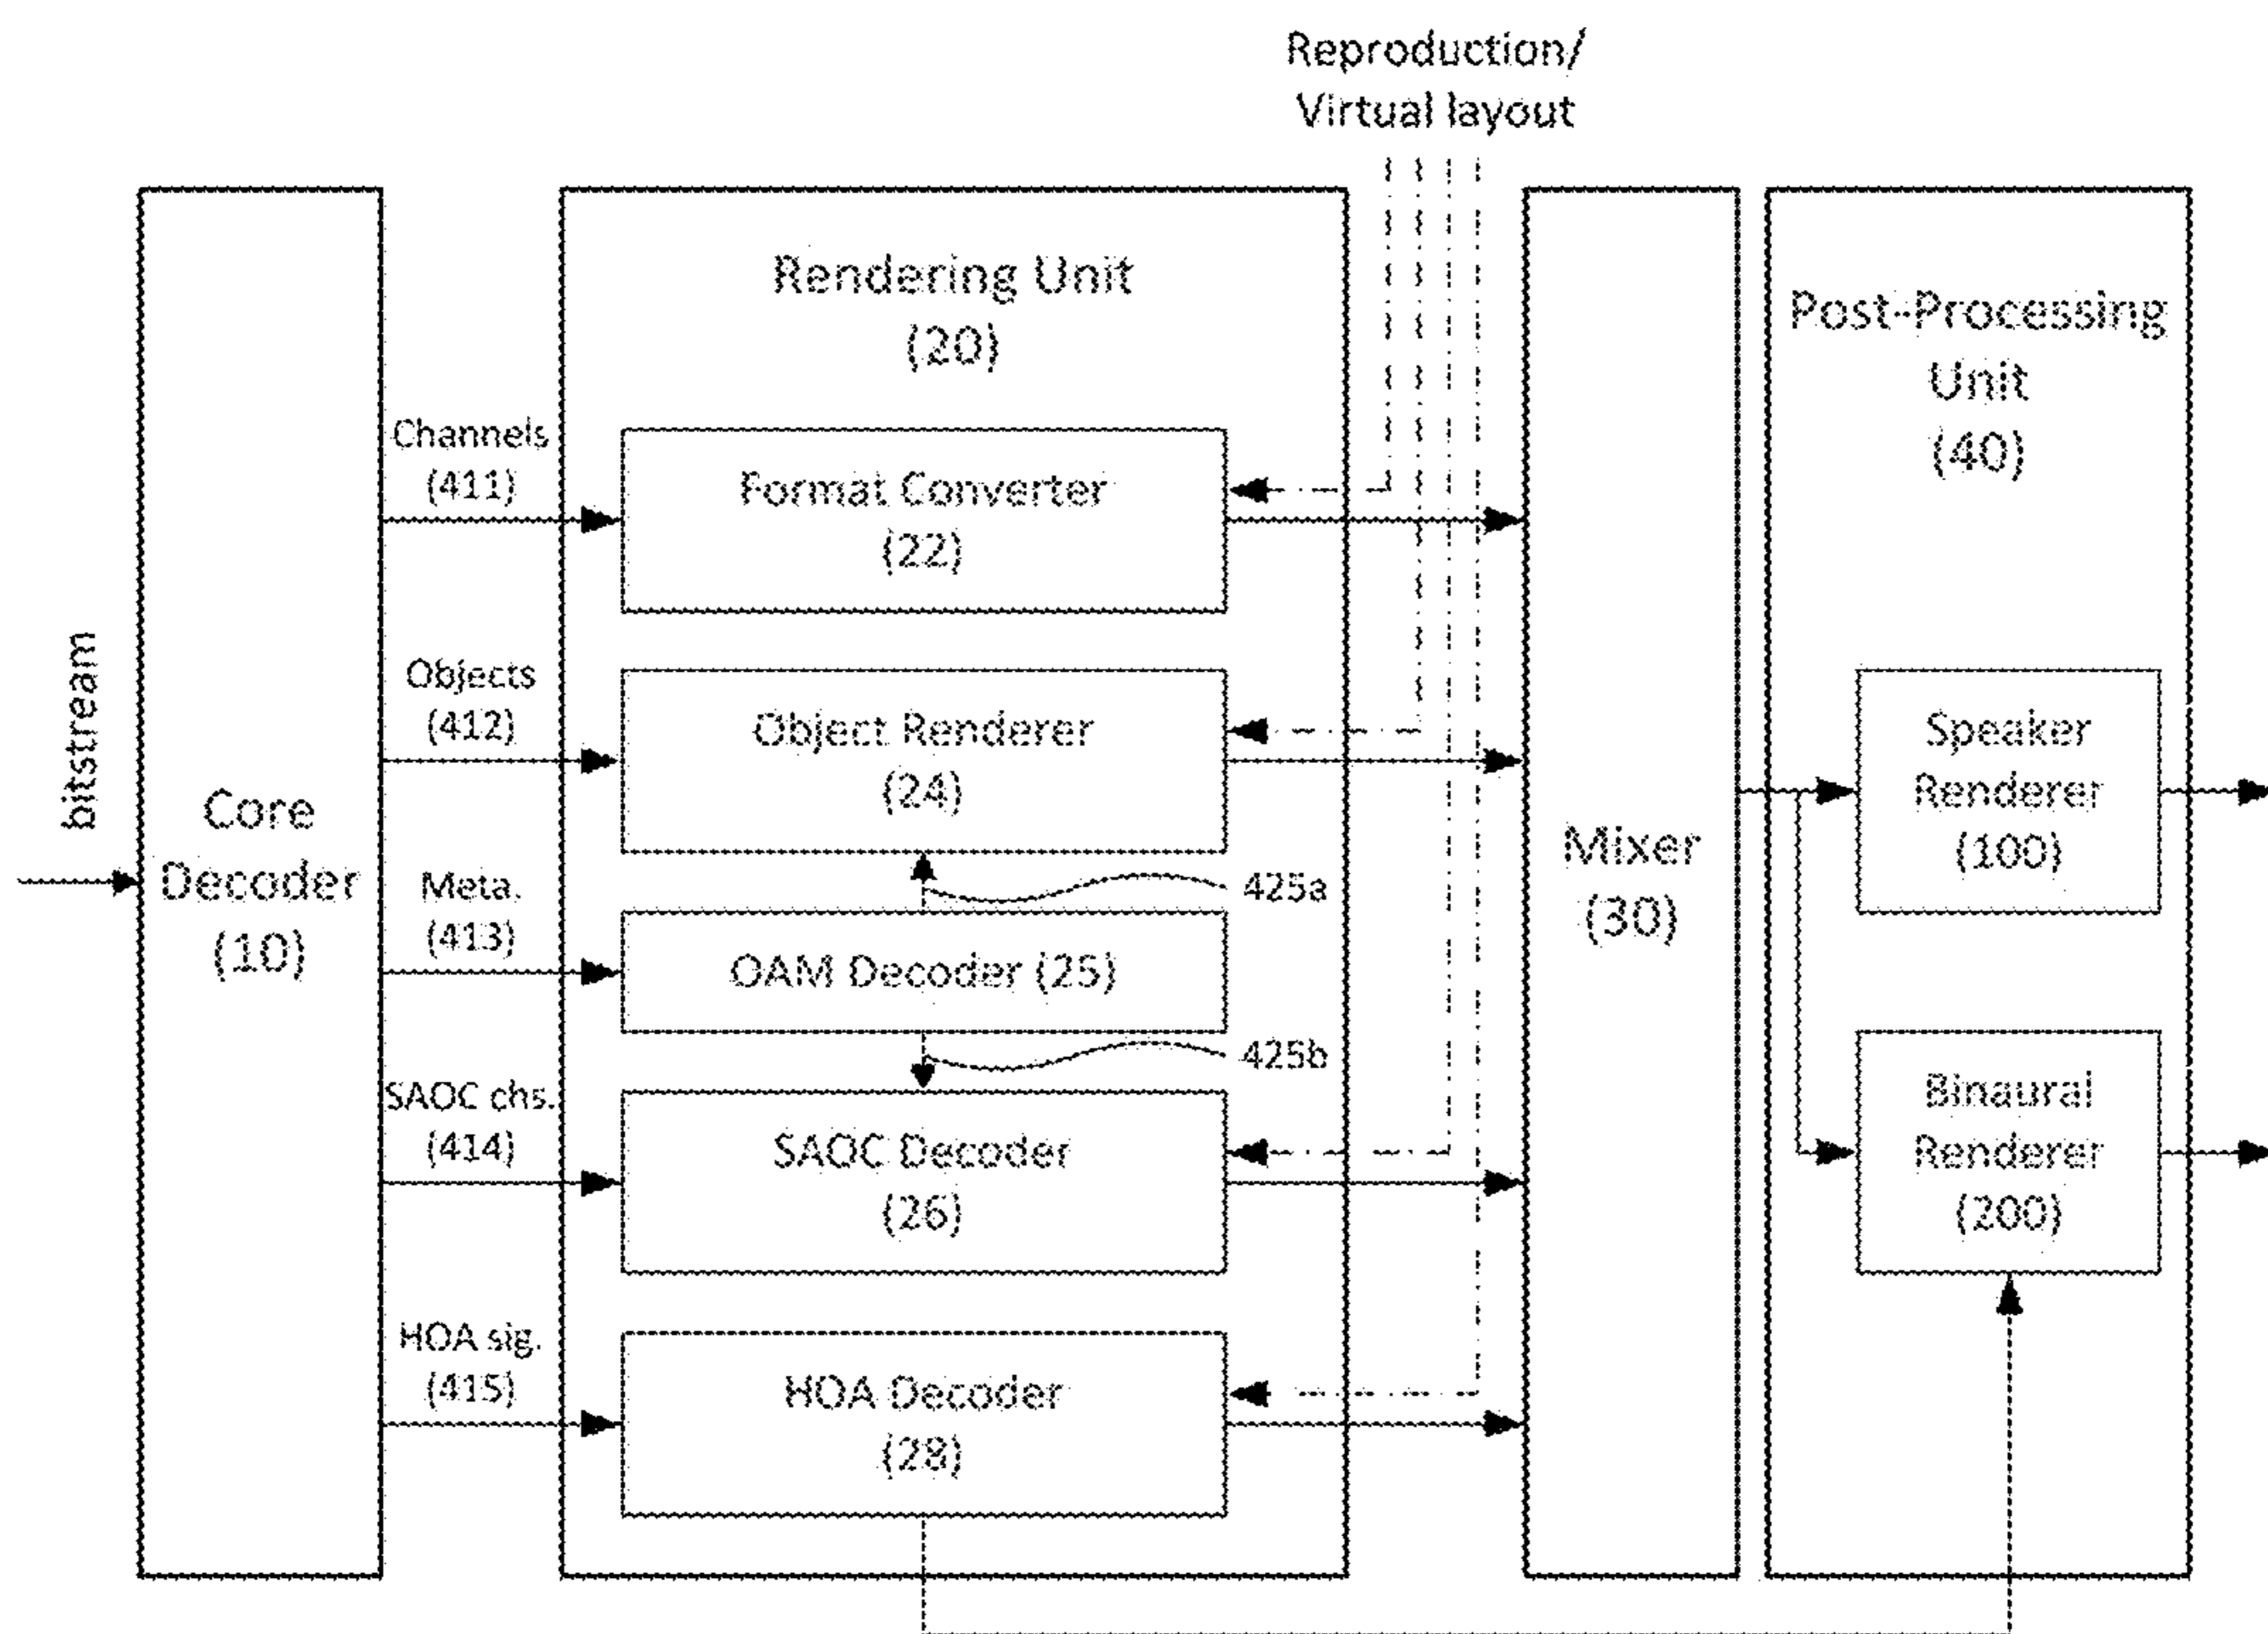 Reproduction/
Virtual layout
bitstream
Core
Decoder
(10)
Channels
(411)
Objects
(412)
Meta.
(413)
SAOC chs.
(414)
HOA sig.
(415)
Rendering Unit
(20)
Format Converter
(22)
Object Renderer
(24)
425a
OAM Decoder (25)
425b
SAOC Decoder
(26)
HOA Decoder
(28)
Mixer
(30)
Post-Processing
Unit
(40)
Speaker
Renderer
(100)
Binaural
Renderer
(200)